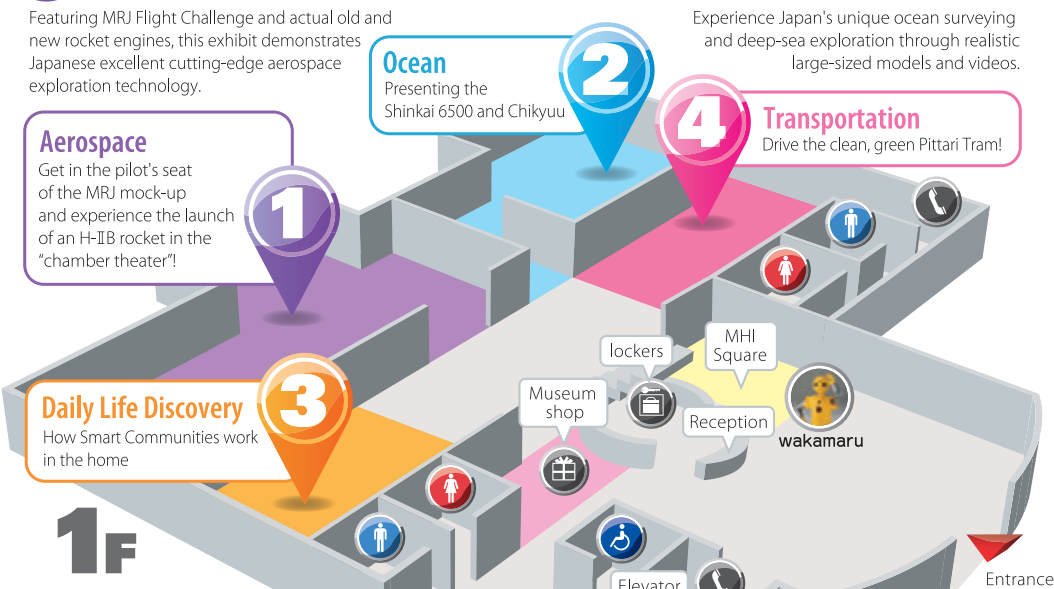 Featuring MRJ Flight Challenge and actual old and
new rocket engines, this exhibit demonstrates
Japanese excellent cutting-edge aerospace
exploration technology.
Experience Japan's unique ocean surveying
and deep-sea exploration through realistic
large-sized models and videos.
Ocean
Presenting the
Shinkai 6500 and Chikyuu
2
4
Transportation
Drive the clean, green Pittari Tram!
Aerospace
Get in the pilot's seat
of the MRJ mock-up
and experience the launch
of an H-IIB rocket in the
“chamber theater”!
1
lockers
MHI
Square
Museum
shop
Reception
wakamaru
Daily Life Discovery
How Smart Communities work
in the home
3
1F
Elevator
Entrance